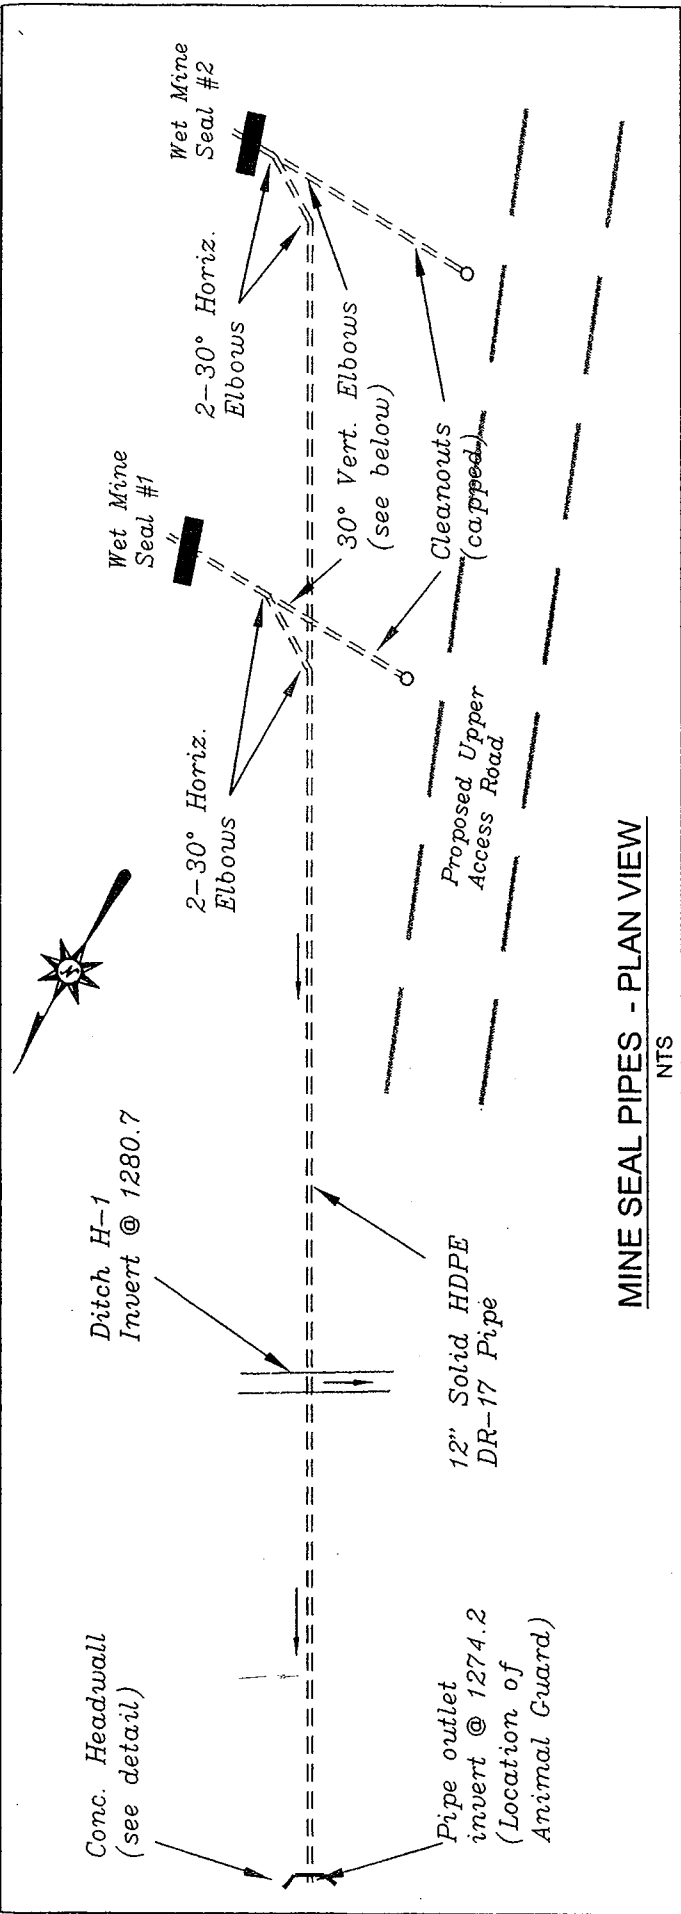 Wet Mine
Seal #2
2-30° Horiz.
Elbows
Wet Mine
Seal #1
30° Vert. Elbows
(see below)
Cleanouts
(capped)
2-30° Horiz.
Elbows
Proposed Upper
Access Road
N
Ditch H-1
Invert @ 1280.7
12" Solid HDPE
DR-17 Pipe
Conc. Headwall
(see detail)
Pipe outlet
invert @ 1274.2
(Location of
Animal Guard)
MINE SEAL PIPES - PLAN VIEW
NTS